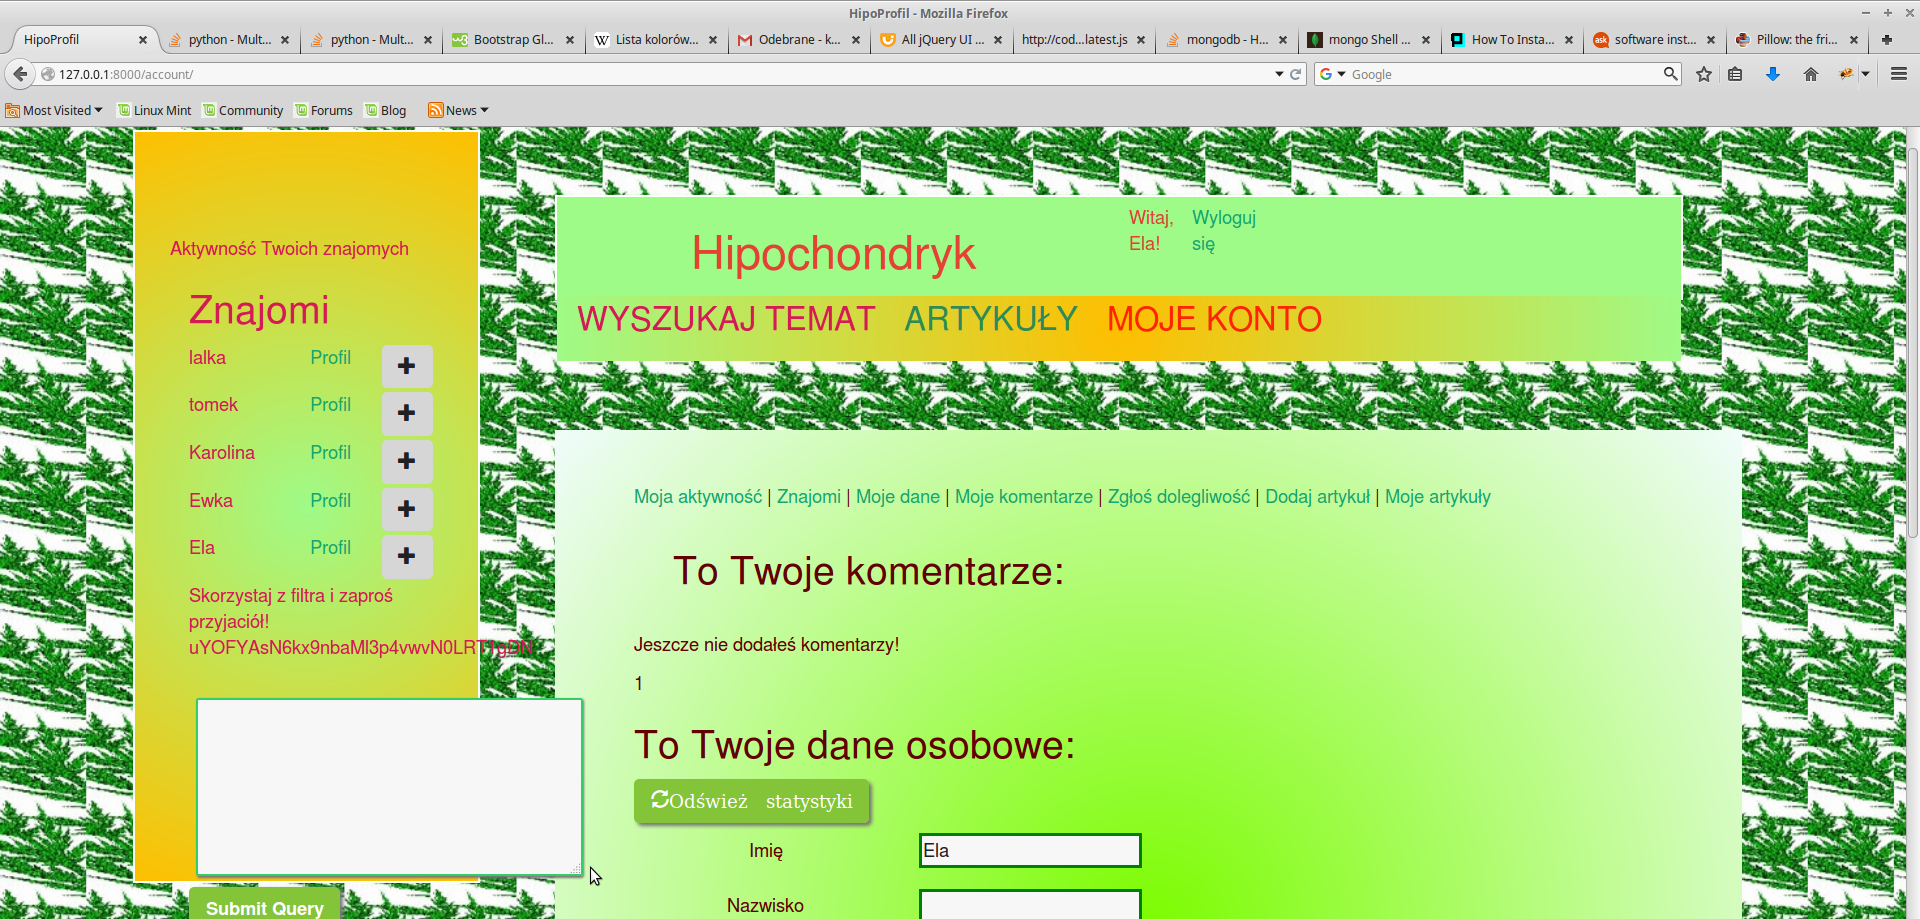 HipoProfil - Mozilla Firefox
HipoProfil
python - Mult...
python - Mult...
Bootstrap Gl...
Lista kolorów...
Odebrane - k...
All jQuery UI ...
http://cod...latest.js
mongodb - H...
mongo Shell ...
How To Insta...
software inst...
Pillow: the fri...
127.0.0.1:8000/account/
Google
Most Visited
Linux Mint
Community
Forums
Blog
News
Aktywność Twoich znajomych
Znajomi
lalka Profil
tomek Profil
Karolina Profil
Ewka Profil
Ela Profil
Skorzystaj z filtra i zaproś
przyjaciół!
Submit Query
Hipochondryk
Witaj,
Ela!
Wyloguj
się
WYSZUKAJ TEMAT ARTYKUŁY MOJE KONTO
Moja aktywność | Znajomi | Moje dane | Moje komentarze | Zgłoś dolegliwość | Dodaj artykuł | Moje artykuły
To Twoje komentarze:
Jeszcze nie dodałeś komentarzy!
1
To Twoje dane osobowe:
Odśwież statystyki
Imię Ela
Nazwisko